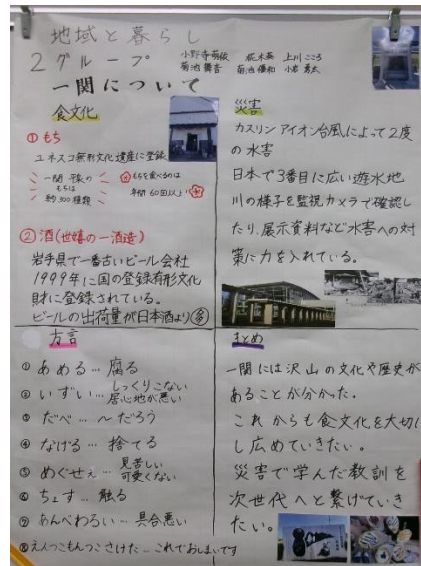 地域と暮らし
2グループ
小野寺萌依 上川こころ
菊池 優和 小岩 勇太
一関について
食文化
①もち
ユネスコ無形文化遺産に登録
一関・平泉の
もちは
約300種類
もちを食べるのは
年間60回以上
②酒(世嬉の一酒造)
岩手県で一番古いビール会社
1999年に国の登録有形文化
財に登録されている。
ビールの出荷量が日本酒より多
災害
カスリン アイオン台風によって2度
の水害
日本で3番目に広い遊水地
川の様子を監視カメラで確認し
たり、展示資料など水害への対
策に力を入れている。
方言
①あめる…腐る
②いずい…しっくりこない
居心地が悪い
③だべ…〜だろう
④なげる…捨てる
⑤めぐせぇ…見苦しい
可愛くない
⑥ちょす…触る
⑦あんべわるい…具合悪い
⑧えんつこもんつこさけた…これでおしまいです
まとめ
一関には沢山の文化や歴史が
あることが分かった。
これからも食文化を大切に
し広めていきたい。
災害で学んだ教訓を
次世代へと繋げていき
たい。